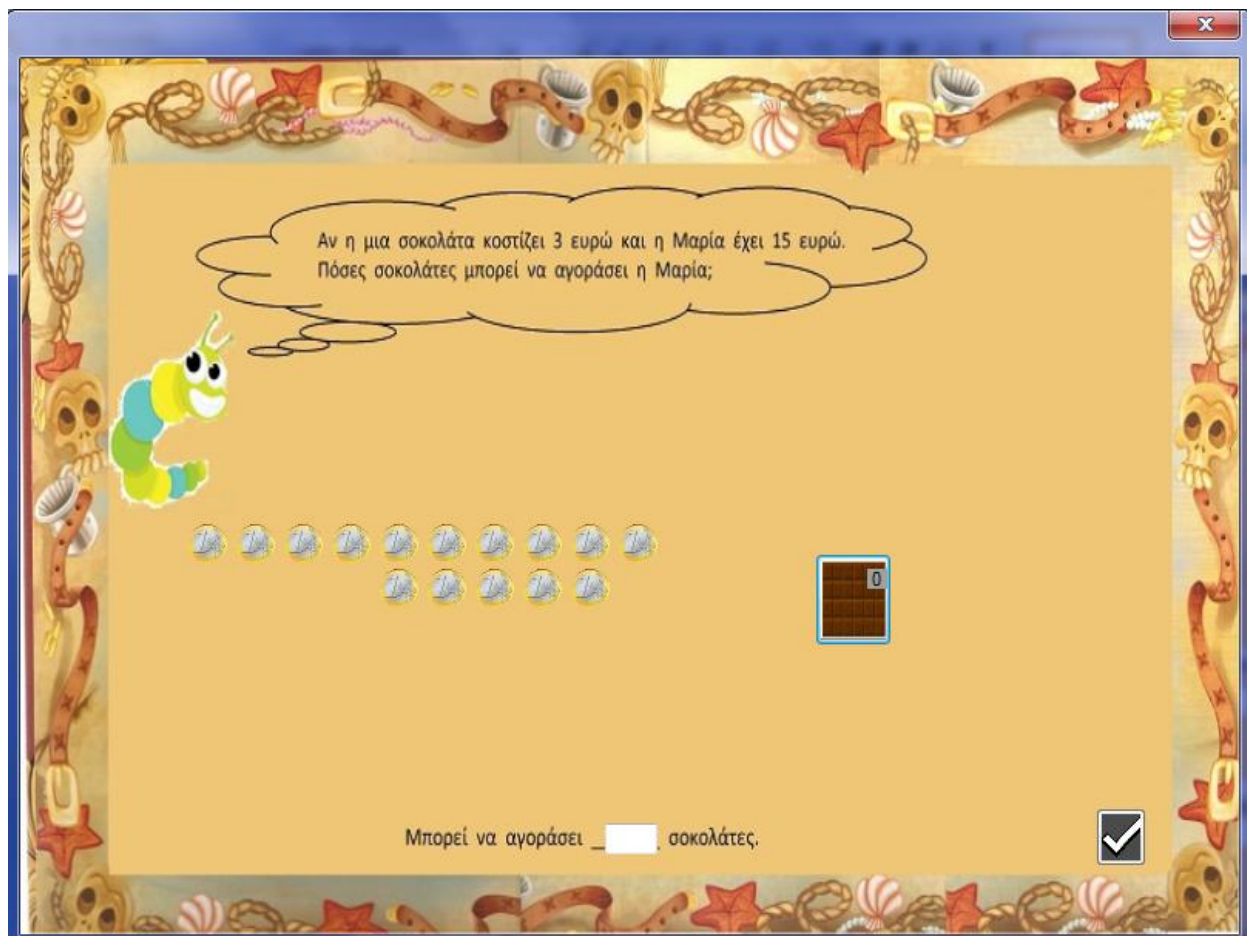 Αν η μια σοκολάτα κοστίζει 3 ευρώ και η Μαρία έχει 15 ευρώ.
Πόσες σοκολάτες μπορεί να αγοράσει η Μαρία;
0
Μπορεί να αγοράσει _ σοκολάτες.